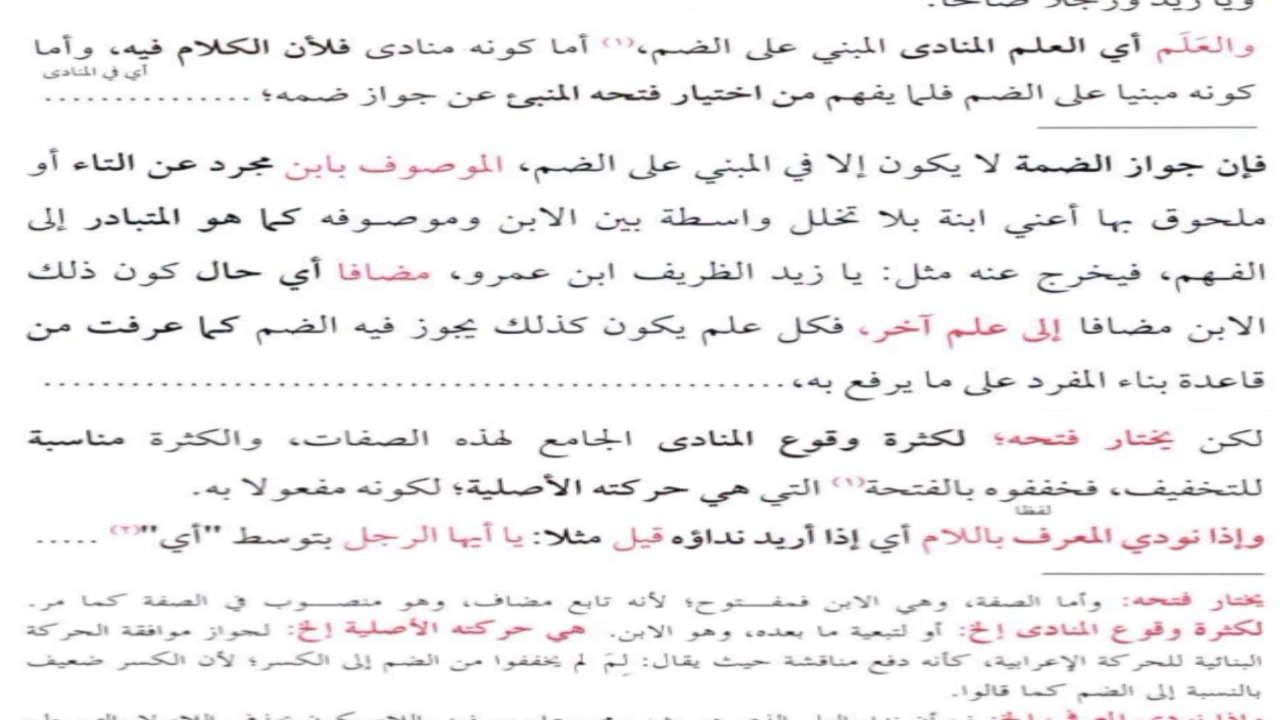 ويا زيد ورجلا صالحا.
والعَلَم أي العلم المنادى المبني على الضم،(١) أما كونه منادى فلأن الكلام فيه، وأما
أي في المنادى
كونه مبنيا على الضم فلما يفهم من اختيار فتحه المنبئ عن جواز ضمه؛ ...............
فإن جواز الضمة لا يكون إلا في المبني على الضم، الموصوف بابن مجرد عن التاء أو
ملحوق بها أعني ابنة بلا تخلل واسطة بين الابن وموصوفه كما هو المتبادر إلى
الفهم، فيخرج عنه مثل: يا زيد الظريف ابن عمرو، مضافا أي حال كون ذلك
الابن مضافا إلى علم آخر، فكل علم يكون كذلك يجوز فيه الضم كما عرفت من
قاعدة بناء المفرد على ما يرفع به، ............................................................
لكن يختار فتحه؛ لكثرة وقوع المنادى الجامع لهذه الصفات، والكثرة مناسبة
للتخفيف، فخففوه بالفتحة(١) التي هي حركته الأصلية؛ لكونه مفعولا به.
لفظا
وإذا نودي المعرف باللام أي إذا أريد نداؤه قيل مثلا: يا أيها الرجل بتوسط "أي"(٢) .....
يختار فتحه: وأما الصفة، وهي الابن فمفتوح؛ لأنه تابع مضاف، وهو منصوب في الصفة كما مر.
لكثرة وقوع المنادى إلخ: أو لتبعية ما بعده، وهو الابن. هي حركته الأصلية إلخ: لجواز موافقة الحركة
البنائية للحركة الإعرابية، كأنه دفع مناقشة حيث يقال: لِمَ لم يخففوا من الضم إلى الكسر؛ لأن الكسر ضعيف
بالنسبة إلى الضم كما قالوا.